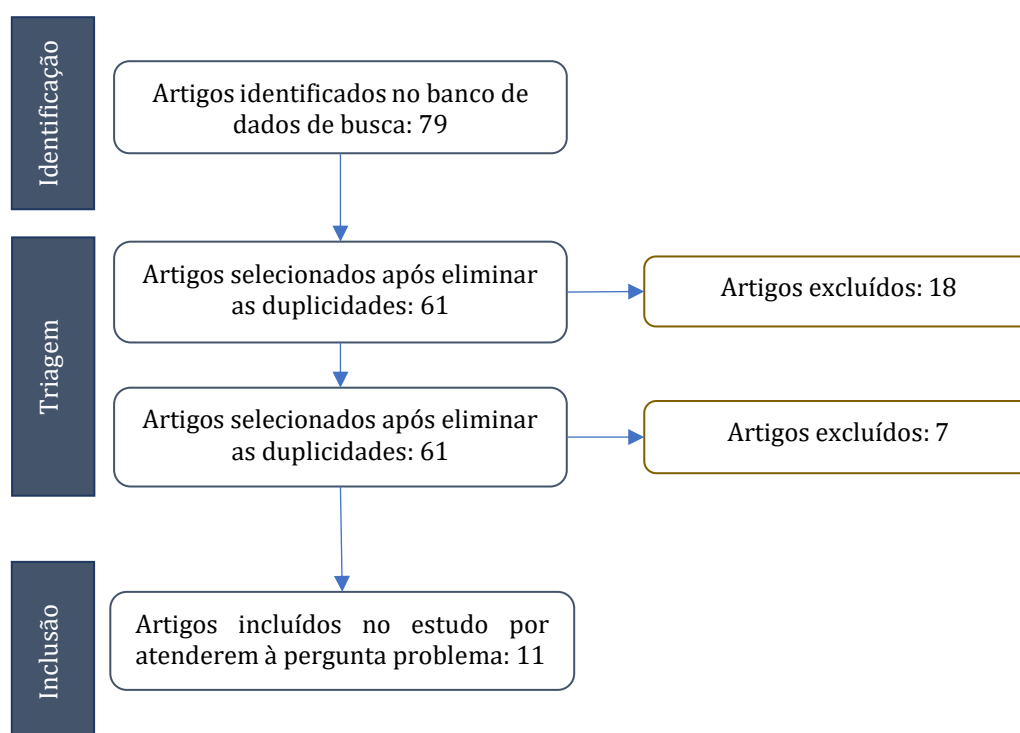 Identificação
Artigos identificados no banco de
dados de busca: 79
Triagem
Artigos selecionados após eliminar
as duplicidades: 61
Artigos excluídos: 18
Artigos selecionados após eliminar
as duplicidades: 61
Artigos excluídos: 7
Inclusão
Artigos incluídos no estudo por
atenderem à pergunta problema: 11